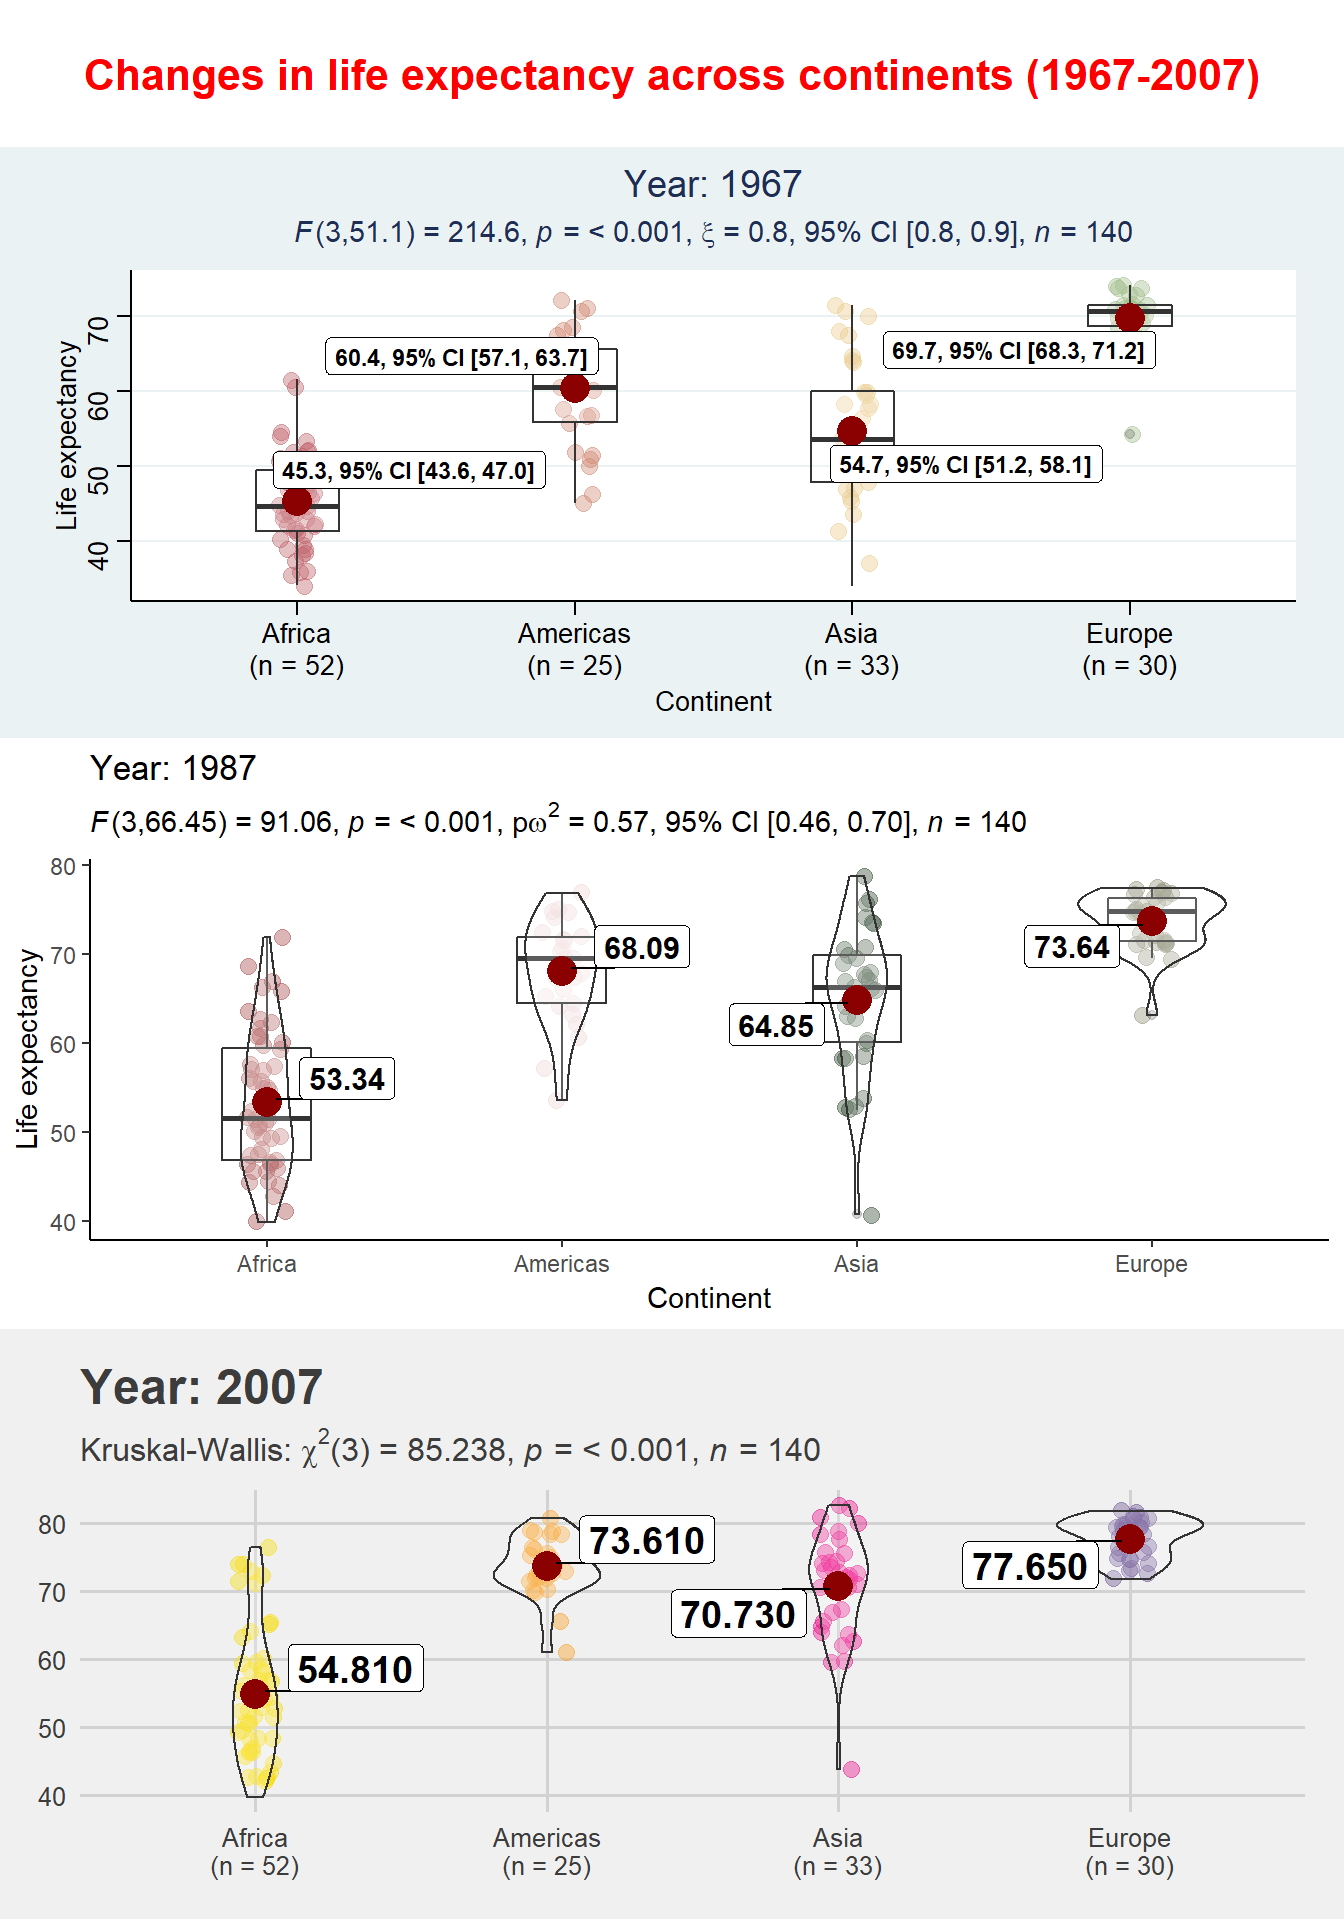 Changes in life expectancy across continents (1967-2007)
Year: 1967
F(3,51.1) = 214.6, p = < 0.001, ξ = 0.8, 95% CI [0.8, 0.9], n = 140
Life expectancy
70
60
50
40
60.4, 95% CI [57.1, 63.7]
69.7, 95% CI [68.3, 71.2]
45.3, 95% CI [43.6, 47.0]
54.7, 95% CI [51.2, 58.1]
Africa Americas Asia Europe
(n = 52) (n = 25) (n = 33) (n = 30)
Continent
Year: 1987
F(3,66.45) = 91.06, p = < 0.001, pω² = 0.57, 95% CI [0.46, 0.70], n = 140
Life expectancy
80
70
60
50
40
68.09
73.64
64.85
53.34
Africa Americas Asia Europe
Continent
Year: 2007
Kruskal-Wallis: χ²(3) = 85.238, p = < 0.001, n = 140
80
70
60
50
40
73.610
77.650
70.730
54.810
Africa Americas Asia Europe
(n = 52) (n = 25) (n = 33) (n = 30)